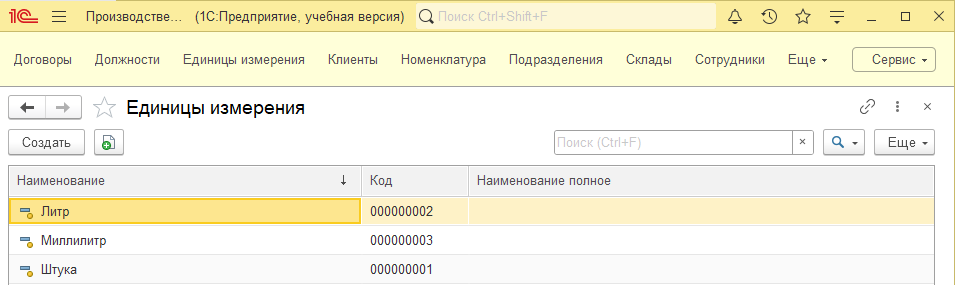 1С Производстве... (1С:Предприятие, учебная версия) Поиск Ctrl+Shift+F
Договоры Должности Единицы измерения Клиенты Номенклатура Подразделения Склады Сотрудники Еще Сервис
Единицы измерения
Создать Поиск (Ctrl+F) × Еще
Наименование ↓ Код Наименование полное
Литр 000000002
Миллилитр 000000003
Штука 000000001